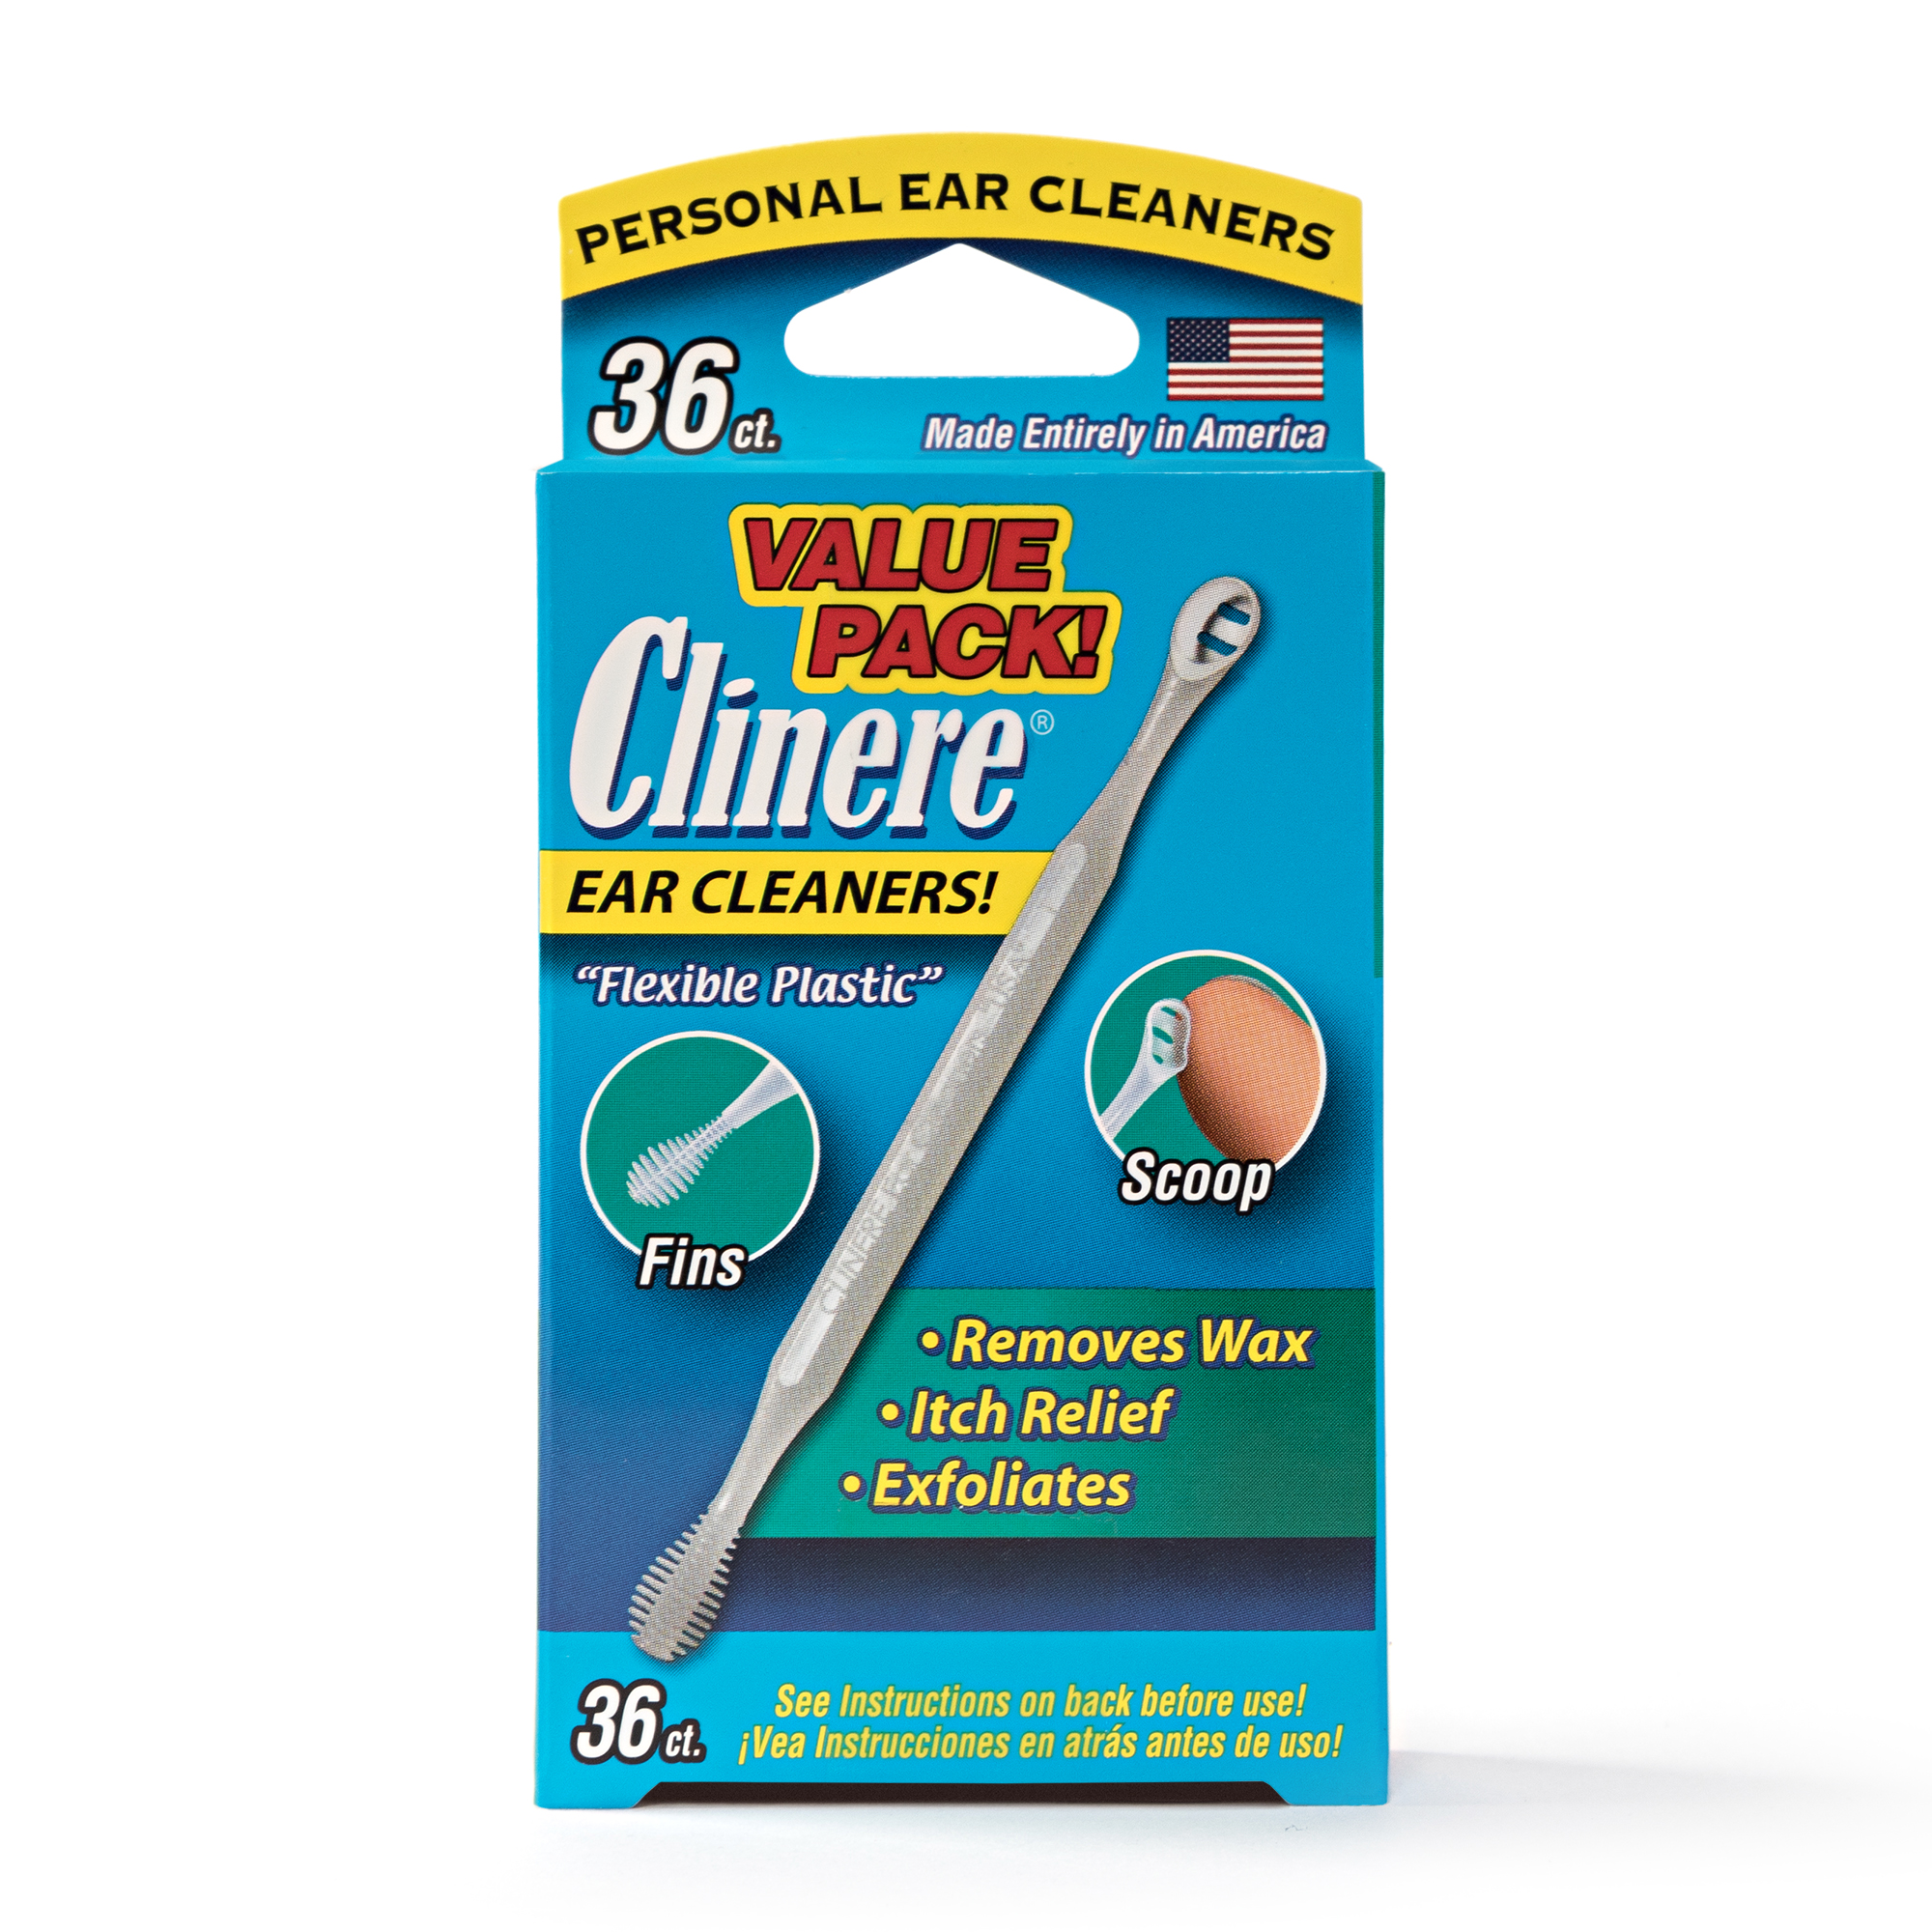 PERSONAL EAR CLEANERS
36 ct.
Made Entirely in America
VALUE
PACK!
Clinere®
EAR CLEANERS!
"Flexible Plastic"
Fins
Scoop
CLINERE
•Removes Wax
•Itch Relief
•Exfoliates
36 ct.
See Instructions on back before use!
¡Vea Instrucciones en atrás antes de uso!